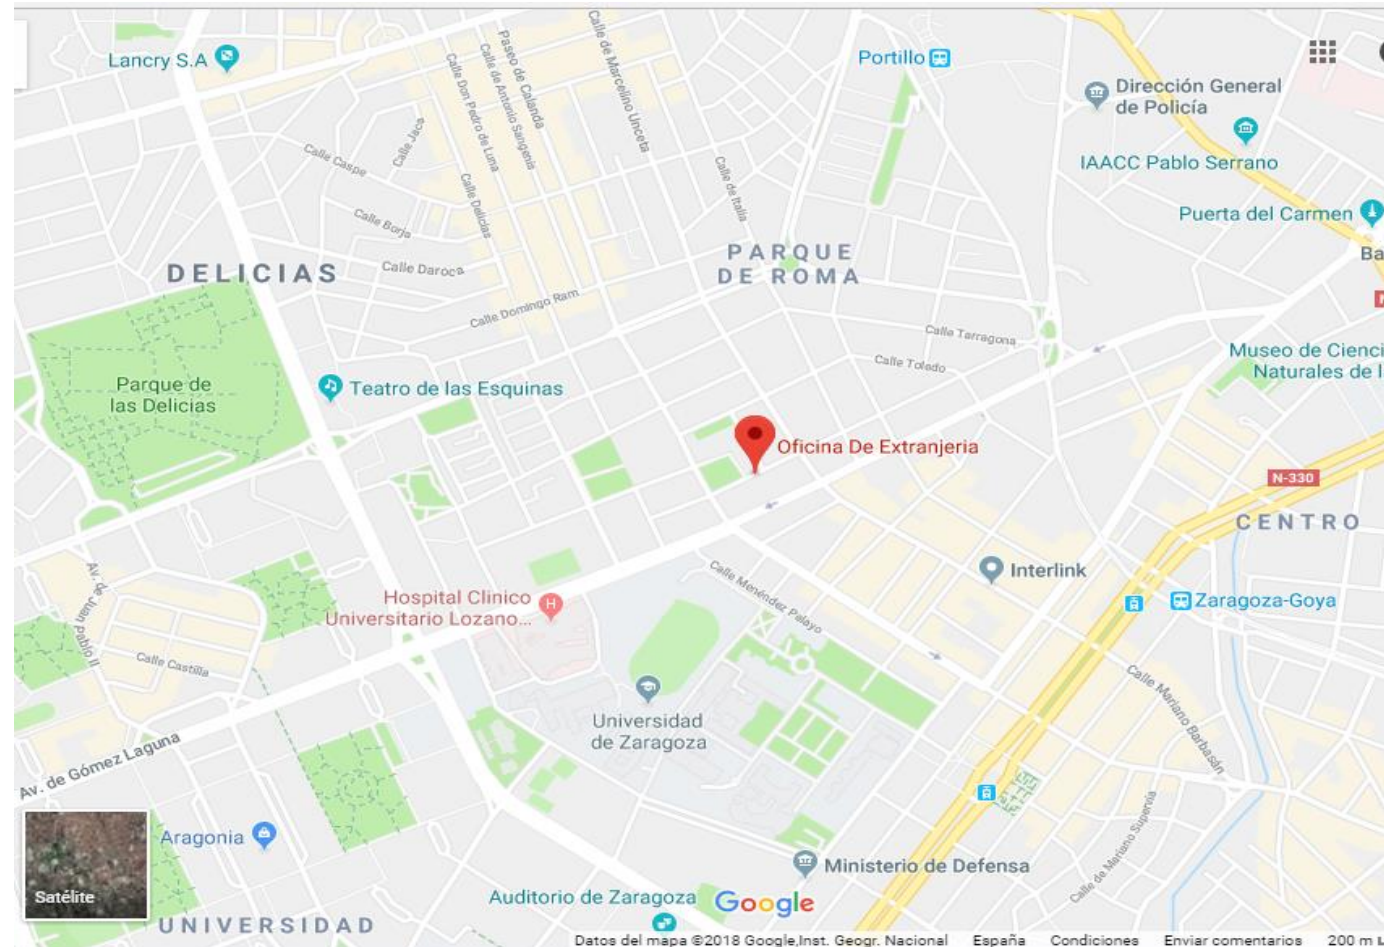 Lancry S.A
Calle Don Pedro de Luna
Calle de Antonio Sangenis
Paseo de Calanda
Calle de Marcelino Unceta
Portillo
Dirección General
de Policía
IAACC Pablo Serrano
Puerta del Carmen
Ba
Calle Jaca
Calle Caspe
Calle Delicias
Calle de Italia
Calle Borja
DELICIAS
Calle Daroca
PARQUE
DE ROMA
Calle Domingo Ram
Calle Tarragona
Calle Toledo
Museo de Cienci
Naturales de l
Parque de
las Delicias
Teatro de las Esquinas
Oficina De Extranjeria
N-330
CENTRO
Interlink
Zaragoza-Goya
Av. de Juan Pablo II
Hospital Clinico
Universitario Lozano...
H
Calle Menéndez Pelayo
Calle Castilla
Universidad
de Zaragoza
Calle Mariano Barbasán
Av. de Gómez Laguna
Aragonia
Satélite
Ministerio de Defensa
Calle de Mariano Supervía
Auditorio de Zaragoza
Google
UNIVERSIDAD
Datos del mapa ©2018 Google,Inst. Geogr. Nacional España Condiciones Enviar comentarios 200 m